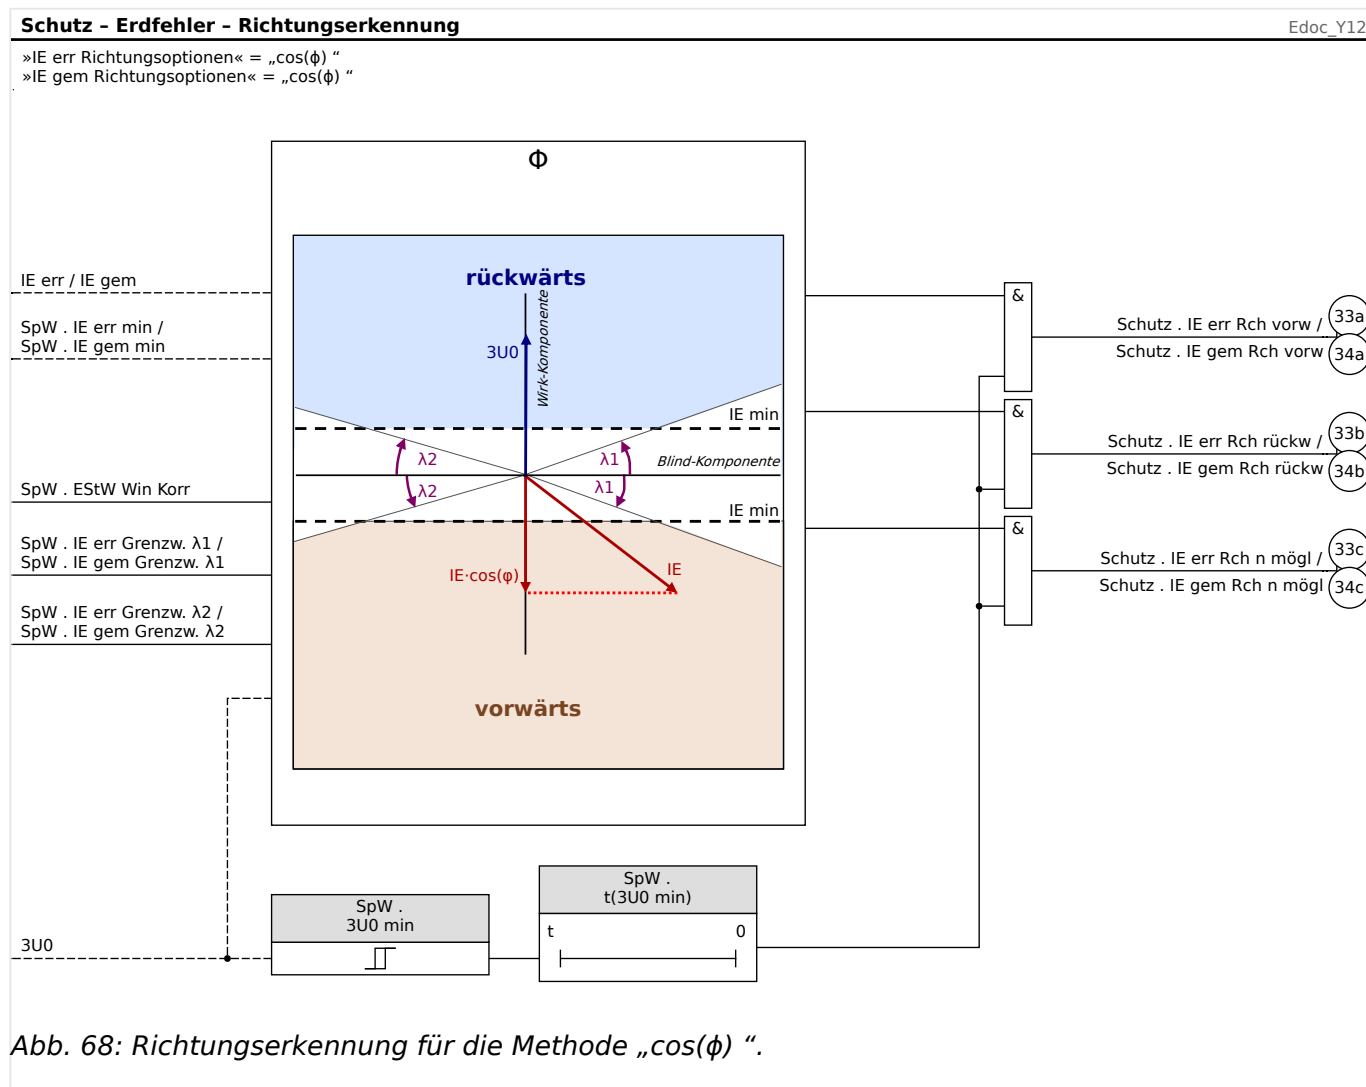 Schutz – Erdfehler – Richtungserkennung
Edoc_Y12
»IE err Richtungsoptionen« = „cos(ϕ) “
»IE gem Richtungsoptionen« = „cos(ϕ) “
Φ
IE err / IE gem
SpW . IE err min /
SpW . IE gem min
SpW . EStW Win Korr
SpW . IE err Grenzw. λ1 /
SpW . IE gem Grenzw. λ1
SpW . IE err Grenzw. λ2 /
SpW . IE gem Grenzw. λ2
3U0
rückwärts
Wirk-Komponente
3U0
IE min
λ2
λ1
Blind-Komponente
λ2
λ1
IE min
IE·cos(φ)
IE
vorwärts
SpW .
3U0 min
SpW .
t(3U0 min)
t
0
&
Schutz . IE err Rch vorw /
33a
Schutz . IE gem Rch vorw
34a
&
Schutz . IE err Rch rückw /
33b
Schutz . IE gem Rch rückw
34b
&
Schutz . IE err Rch n mögl /
33c
Schutz . IE gem Rch n mögl
34c
Abb. 68: Richtungserkennung für die Methode „cos(ϕ) “.